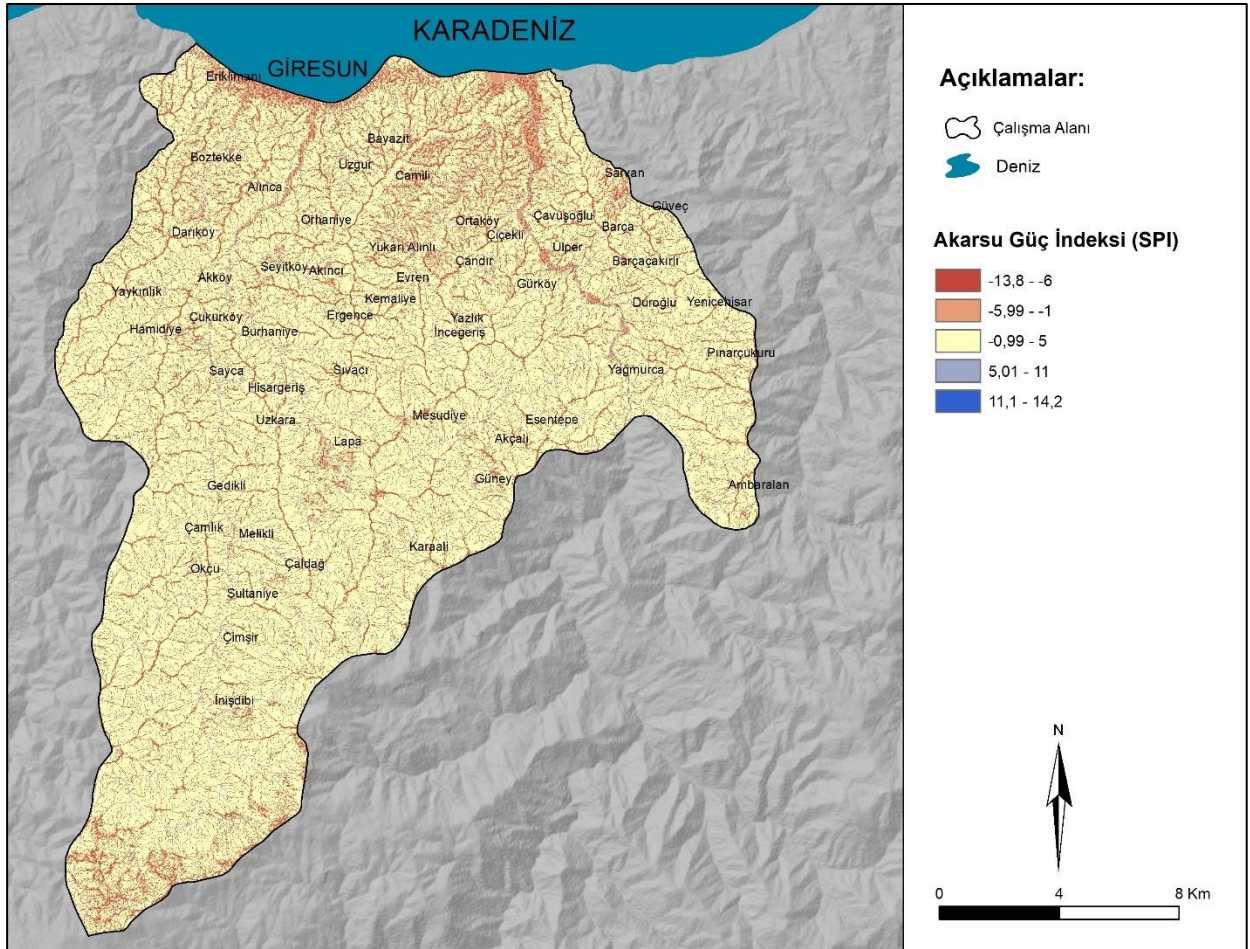 KARADENİZ
GİRESUN
Eriklimanı
Bayazıt
Boztekke
Uzgur
Camili
Sarvan
Alınca
Güveç
Orhaniye
Ortaköy
Çavuşoğlu
Barça
Darıköy
Çiçekli
Yukarı Alınlı
Ülper
Seyitköy
Akıncı
Çandır
Barçaçakırlı
Akköy
Evren
Gürköy
Yaykınlık
Kemaliye
Duroğlu
Yenicehisar
Çukurköy
Ergence
Yazlık
Hamidiye
Burhaniye
İncegeriş
Pınarçukuru
Sayca
Sıvacı
Yağmurca
Hisargeriş
Uzkara
Mesudiye
Esentepe
Lapa
Akçalı
Gedikli
Güney
Ambaralan
Çamlık
Melikli
Karaali
Okçu
Çaldağ
Sultaniye
Çimşir
İnişdibi
Açıklamalar:
Çalışma Alanı
Deniz
Akarsu Güç İndeksi (SPI)
-13,8 - -6
-5,99 - -1
-0,99 - 5
5,01 - 11
11,1 - 14,2
N
0 4 8 Km